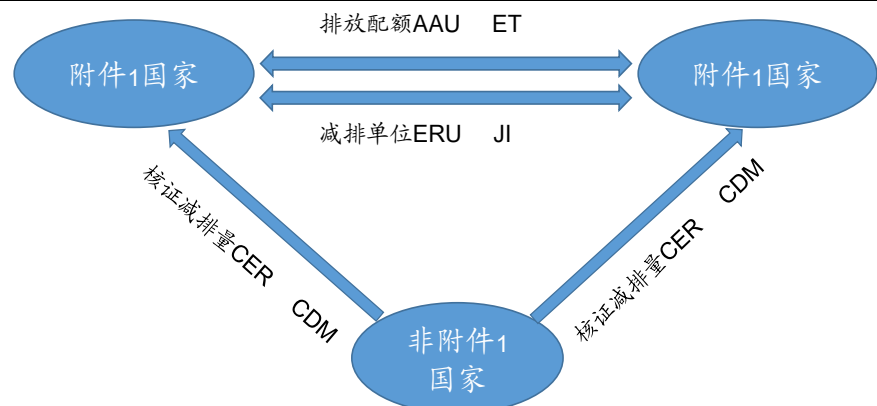 排放配额AAU ET
附件1国家
附件1国家
减排单位ERU JI
核证减排量CER CDM
核证减排量CER CDM
非附件1
国家